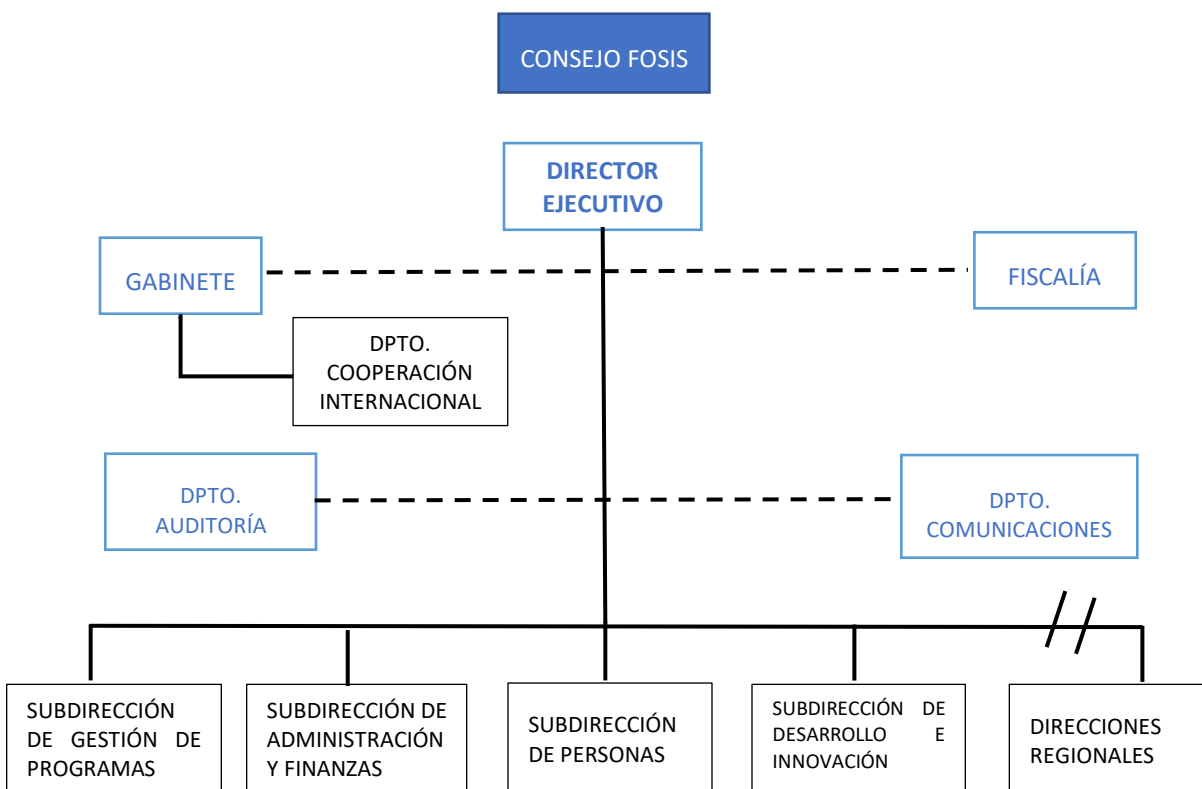 CONSEJO FOSIS
DIRECTOR
EJECUTIVO
GABINETE
FISCALÍA
DPTO.
COOPERACIÓN
INTERNACIONAL
DPTO.
AUDITORÍA
DPTO.
COMUNICACIONES
SUBDIRECCIÓN
DE GESTIÓN DE
PROGRAMAS
SUBDIRECCIÓN DE
ADMINISTRACIÓN
Y FINANZAS
SUBDIRECCIÓN
DE PERSONAS
SUBDIRECCIÓN DE
DESARROLLO E
INNOVACIÓN
DIRECCIONES
REGIONALES